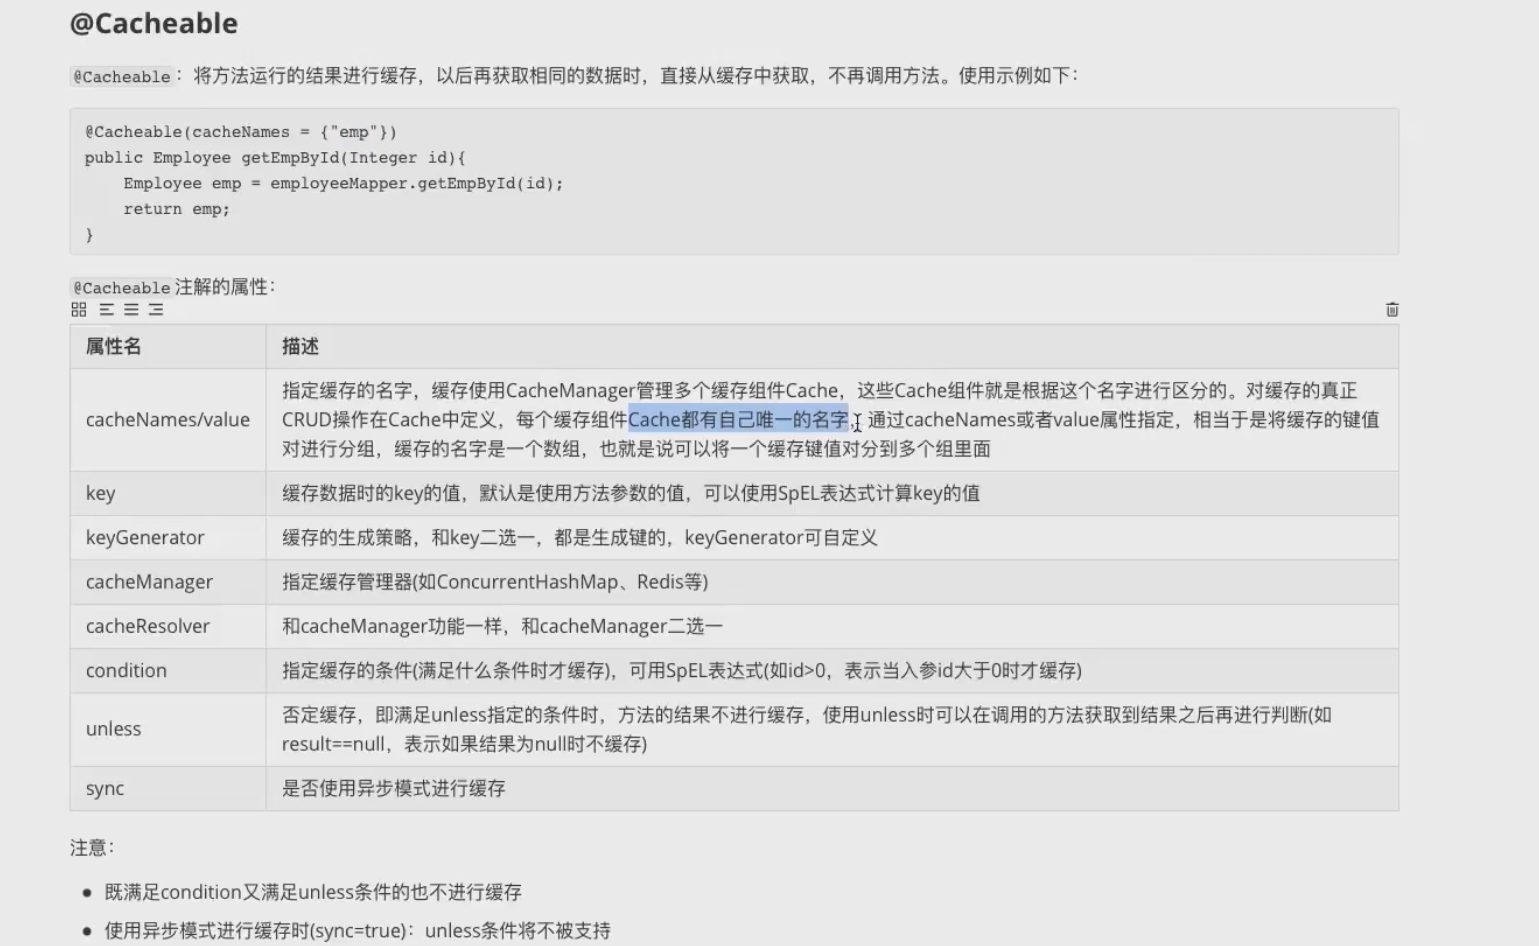 @Cacheable
@Cacheable：将方法运行的结果进行缓存，以后再获取相同的数据时，直接从缓存中获取，不再调用方法。使用示例如下：
@Cacheable(cacheNames = {"emp"})
public Employee getEmpById(Integer id){
    Employee emp = employeeMapper.getEmpById(id);
    return emp;
}
@Cacheable注解的属性：
属性名 描述
cacheNames/value 指定缓存的名字，缓存使用CacheManager管理多个缓存组件Cache，这些Cache组件就是根据这个名字进行区分的。对缓存的真正
CRUD操作在Cache中定义，每个缓存组件Cache都有自己唯一的名字，通过cacheNames或者value属性指定，相当于是将缓存的键值
对进行分组，缓存的名字是一个数组，也就是说可以将一个缓存键值对分到多个组里面
key 缓存数据时的key的值，默认是使用方法参数的值，可以使用SpEL表达式计算key的值
keyGenerator 缓存的生成策略，和key二选一，都是生成键的，keyGenerator可自定义
cacheManager 指定缓存管理器(如ConcurrentHashMap、Redis等)
cacheResolver 和cacheManager功能一样，和cacheManager二选一
condition 指定缓存的条件(满足什么条件时才缓存)，可用SpEL表达式(如id>0，表示当入参id大于0时才缓存)
unless 否定缓存，即满足unless指定的条件时，方法的结果不进行缓存，使用unless时可以在调用的方法获取到结果之后再进行判断(如
result==null，表示如果结果为null时不缓存)
sync 是否使用异步模式进行缓存
注意：
● 既满足condition又满足unless条件的也不进行缓存
● 使用异步模式进行缓存时(sync=true)：unless条件将不被支持